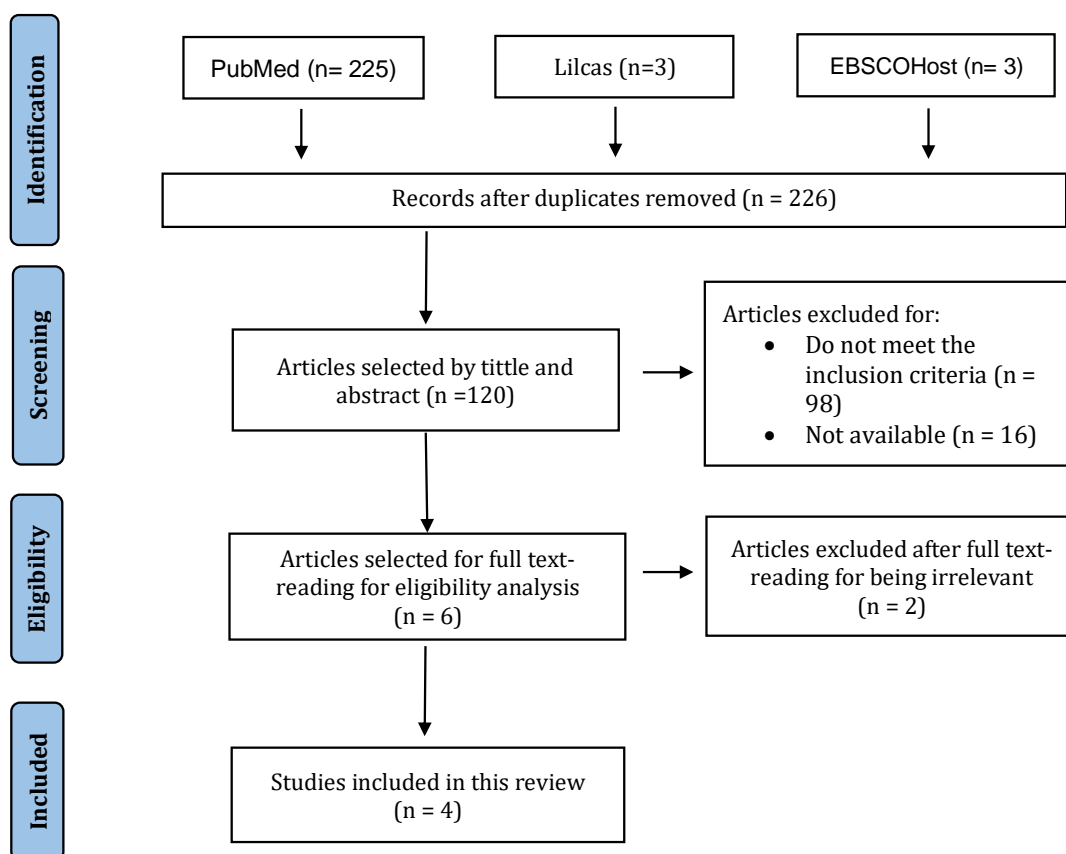 Identification
PubMed (n= 225)
Lilcas (n=3)
EBSCOHost (n= 3)
Records after duplicates removed (n = 226)
Screening
Articles selected by tittle and
abstract (n =120)
Articles excluded for:
• Do not meet the
inclusion criteria (n =
98)
• Not available (n = 16)
Eligibility
Articles selected for full text-
reading for eligibility analysis
(n = 6)
Articles excluded after full text-
reading for being irrelevant
(n = 2)
Included
Studies included in this review
(n = 4)